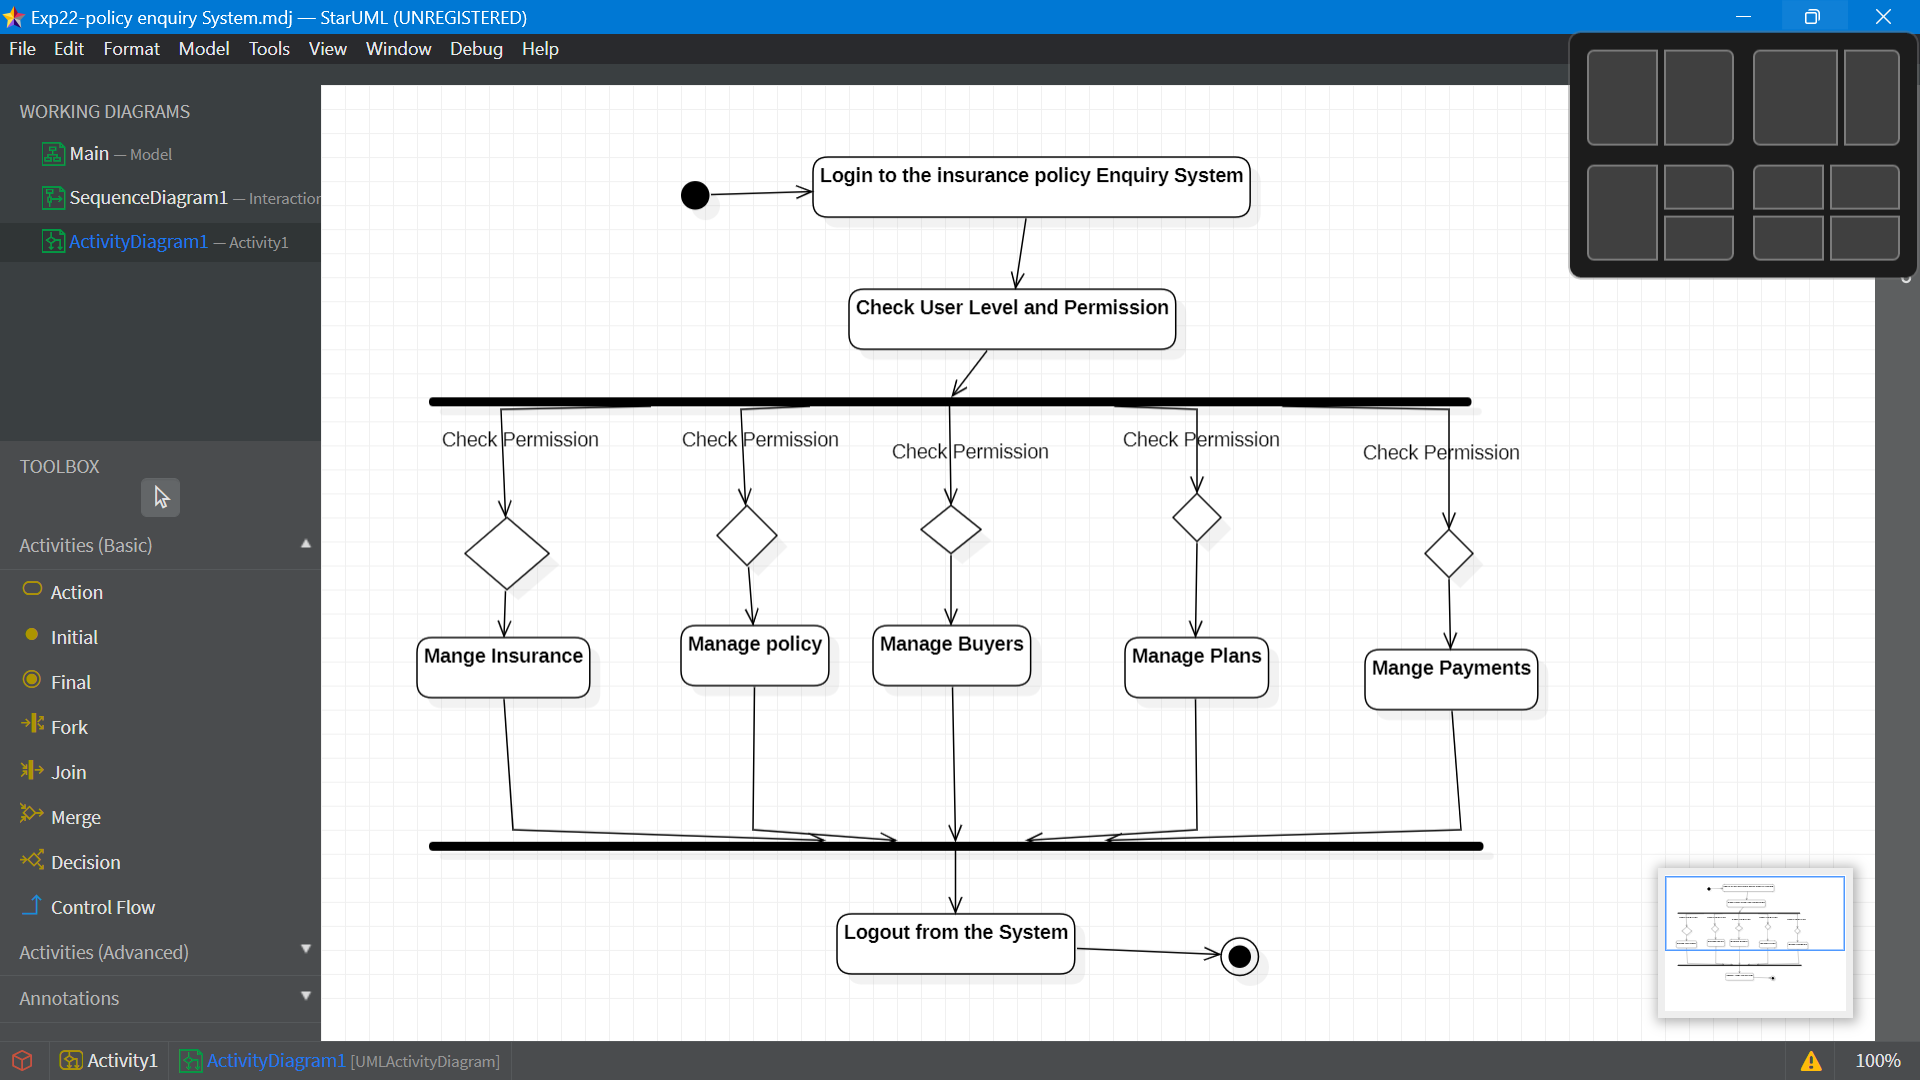 Exp22-policy enquiry System.mdj — StarUML (UNREGISTERED)
File Edit Format Model Tools View Window Debug Help
WORKING DIAGRAMS
Main — Model
SequenceDiagram1 — Interaction
ActivityDiagram1 — Activity1
TOOLBOX
Activities (Basic)
Action
Initial
Final
Fork
Join
Merge
Decision
Control Flow
Activities (Advanced)
Annotations
Login to the insurance policy Enquiry System
Check User Level and Permission
Check Permission
Check Permission
Check Permission
Check Permission
Check Permission
Mange Insurance
Manage policy
Manage Buyers
Manage Plans
Mange Payments
Logout from the System
Activity1
ActivityDiagram1 [UMLActivityDiagram]
100%